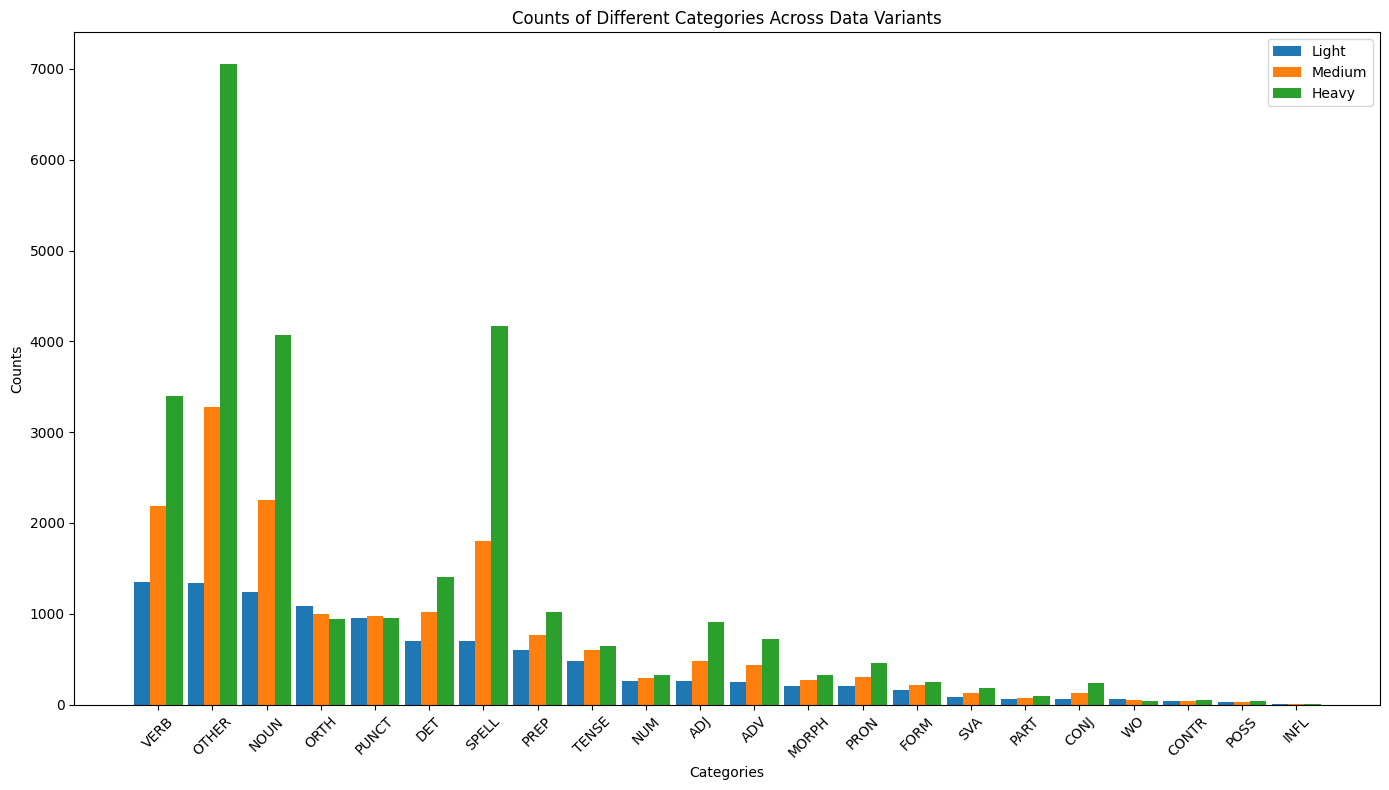 Counts of Different Categories Across Data Variants
Light
Medium
Heavy
7000
6000
5000
4000
3000
2000
1000
0
Counts
VERB
OTHER
NOUN
ORTH
PUNCT
DET
SPELL
PREP
TENSE
NUM
ADJ
ADV
MORPH
PRON
FORM
SVA
PART
CONJ
WO
CONTR
POSS
INFL
Categories